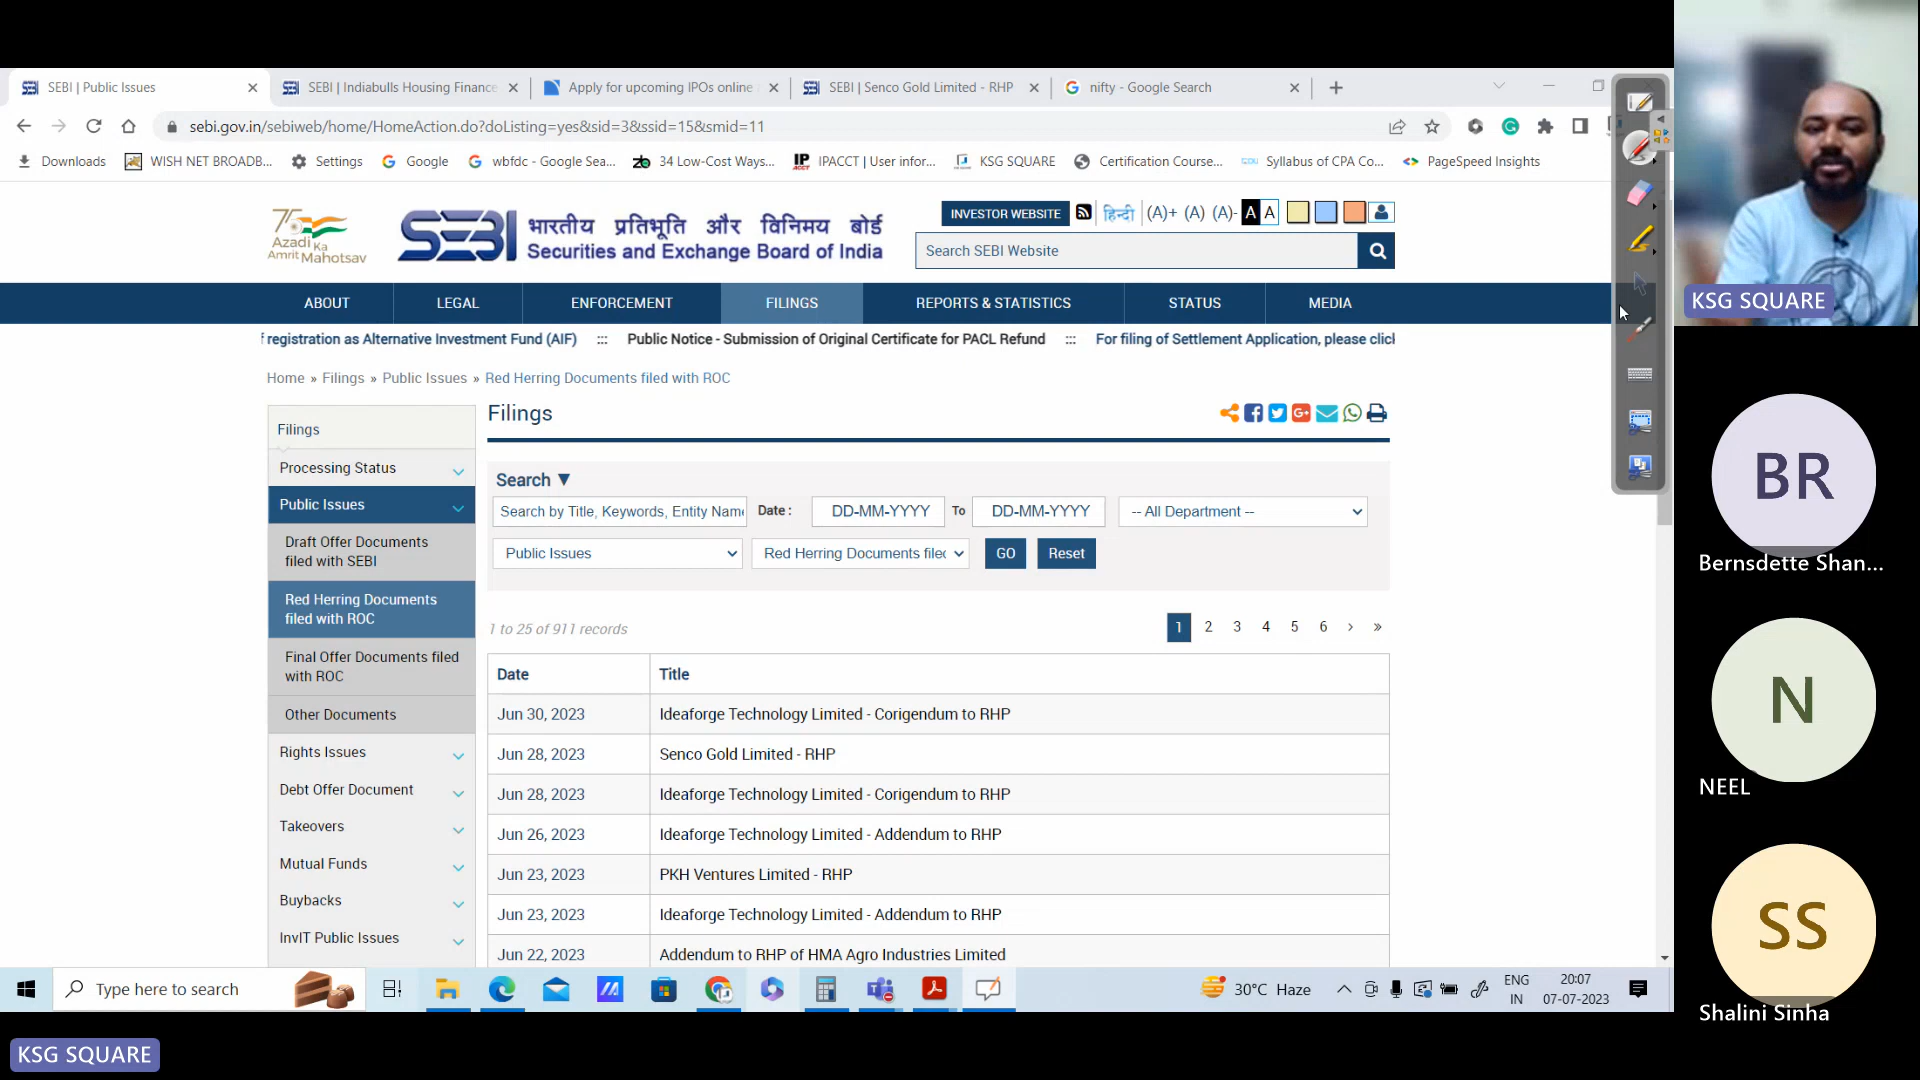 SEBI | Public Issues
SEBI | Indiabulls Housing Finance
Apply for upcoming IPOs online
SEBI | Senco Gold Limited - RHP
nifty - Google Search
sebi.gov.in/sebiweb/home/HomeAction.do?doListing=yes&sid=3&ssid=15&smid=11
Downloads
WISH NET BROADB...
Settings
Google
wbfdc - Google Sea...
34 Low-Cost Ways...
IPACCT | User infor...
KSG SQUARE
Certification Course...
Syllabus of CPA Co...
PageSpeed Insights
75
Azadi Ka
Amrit Mahotsav
SEBI
भारतीय प्रतिभूति और विनिमय बोर्ड
Securities and Exchange Board of India
INVESTOR WEBSITE
हिन्दी
(A)+ (A) (A)- A A
Search SEBI Website
ABOUT
LEGAL
ENFORCEMENT
FILINGS
REPORTS & STATISTICS
STATUS
MEDIA
registration as Alternative Investment Fund (AIF) ::: Public Notice - Submission of Original Certificate for PACL Refund ::: For filing of Settlement Application, please clic
Home » Filings » Public Issues » Red Herring Documents filed with ROC
Filings
Processing Status
Public Issues
Draft Offer Documents
filed with SEBI
Red Herring Documents
filed with ROC
Final Offer Documents filed
with ROC
Other Documents
Rights Issues
Debt Offer Document
Takeovers
Mutual Funds
Buybacks
InvIT Public Issues
Filings
Search ▼
Search by Title, Keywords, Entity Name
Date :
DD-MM-YYYY
To
DD-MM-YYYY
-- All Department --
Public Issues
Red Herring Documents filed
GO
Reset
1 to 25 of 911 records
1 2 3 4 5 6 › »
Date Title
Jun 30, 2023 Ideaforge Technology Limited - Corigendum to RHP
Jun 28, 2023 Senco Gold Limited - RHP
Jun 28, 2023 Ideaforge Technology Limited - Corigendum to RHP
Jun 26, 2023 Ideaforge Technology Limited - Addendum to RHP
Jun 23, 2023 PKH Ventures Limited - RHP
Jun 23, 2023 Ideaforge Technology Limited - Addendum to RHP
Jun 22, 2023 Addendum to RHP of HMA Agro Industries Limited
Type here to search
30°C Haze
ENG
IN
20:07
07-07-2023
KSG SQUARE
BR
Bernsdette Shan...
N
NEEL
SS
Shalini Sinha
KSG SQUARE